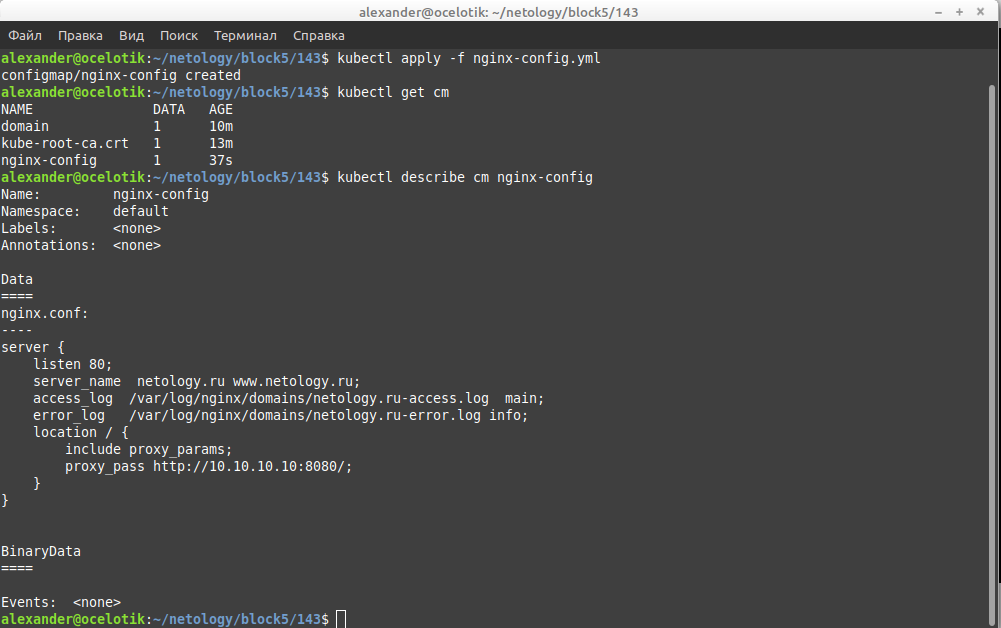 alexander@ocelotik: ~/netology/block5/143
Файл Правка Вид Поиск Терминал Справка
alexander@ocelotik:~/netology/block5/143$ kubectl apply -f nginx-config.yml
configmap/nginx-config created
alexander@ocelotik:~/netology/block5/143$ kubectl get cm
NAME               DATA   AGE
domain             1      10m
kube-root-ca.crt   1      13m
nginx-config       1      37s
alexander@ocelotik:~/netology/block5/143$ kubectl describe cm nginx-config
Name:         nginx-config
Namespace:    default
Labels:       <none>
Annotations:  <none>

Data
====
nginx.conf:
----
server {
    listen 80;
    server_name  netology.ru www.netology.ru;
    access_log  /var/log/nginx/domains/netology.ru-access.log  main;
    error_log   /var/log/nginx/domains/netology.ru-error.log info;
    location / {
        include proxy_params;
        proxy_pass http://10.10.10.10:8080/;
    }
}

BinaryData
====

Events:  <none>
alexander@ocelotik:~/netology/block5/143$